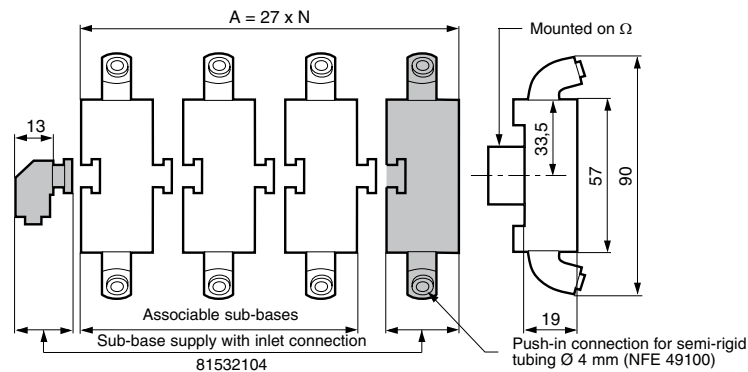 A = 27 x N
Mounted on Ω
13
33,5
57
90
Associable sub-bases
19
Sub-base supply with inlet connection
81532104
Push-in connection for semi-rigid
tubing Ø 4 mm (NFE 49100)